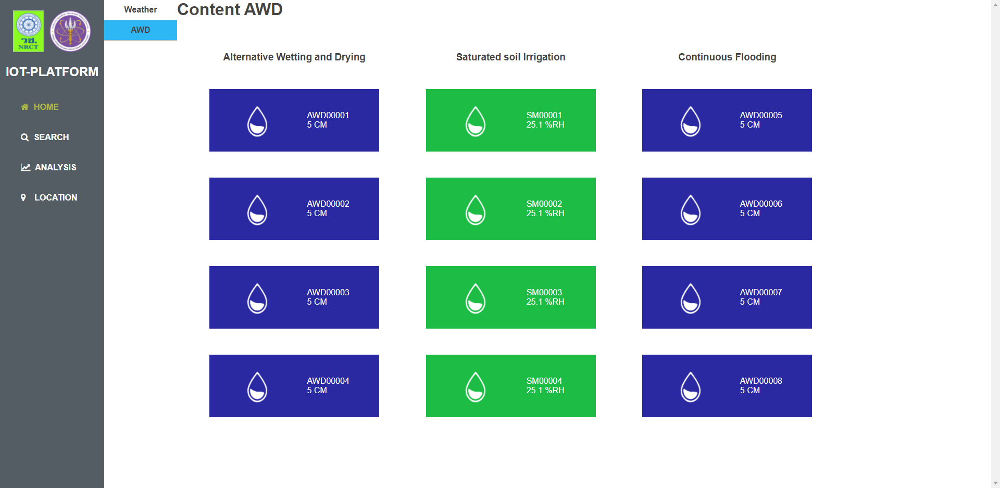 วช.
NRCT
IOT-PLATFORM
HOME
SEARCH
ANALYSIS
LOCATION
Weather
AWD
Content AWD
Alternative Wetting and Drying
AWD00001
5 CM
AWD00002
5 CM
AWD00003
5 CM
AWD00004
5 CM
Saturated soil Irrigation
SM00001
25.1 %RH
SM00002
25.1 %RH
SM00003
25.1 %RH
SM00004
25.1 %RH
Continuous Flooding
AWD00005
5 CM
AWD00006
5 CM
AWD00007
5 CM
AWD00008
5 CM